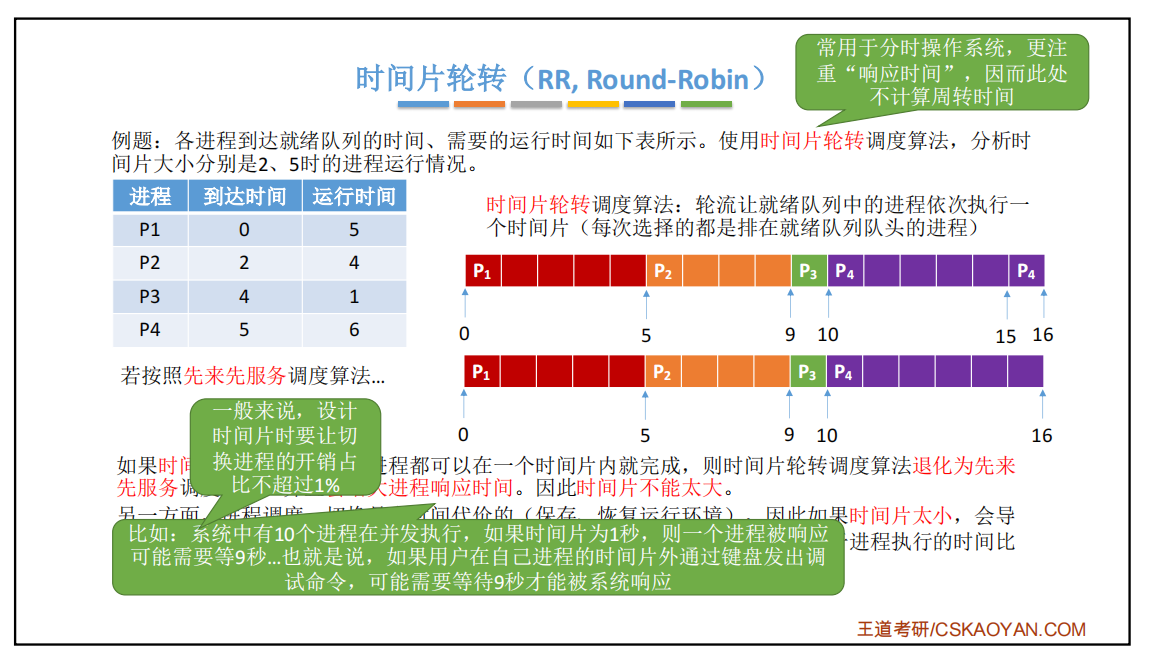 时间片轮转（RR, Round-Robin）
常用于分时操作系统，更注
重“响应时间”，因而此处
不计算周转时间
例题：各进程到达就绪队列的时间、需要的运行时间如下表所示。使用时间片轮转调度算法，分析时
间片大小分别是2、5时的进程运行情况。
进程 到达时间 运行时间
P1 0 5
P2 2 4
P3 4 1
P4 5 6
时间片轮转调度算法：轮流让就绪队列中的进程依次执行一
个时间片（每次选择的都是排在就绪队列队头的进程）
P1 P2 P3 P4 P4
0 5 9 10 15 16
若按照先来先服务调度算法…
P1 P2 P3 P4
0 5 9 10 16
一般来说，设计
时间片时要让切
换进程的开销占
比不超过1%
如果时间 进程都可以在一个时间片内就完成，则时间片轮转调度算法退化为先来
先服务调 大进程响应时间。因此时间片不能太大。
另一方面，进程调度、切换 时间代价的（保存、恢复运行环境），因此如果时间片太小，会导
进程执行的时间比
比如：系统中有10个进程在并发执行，如果时间片为1秒，则一个进程被响应
可能需要等9秒…也就是说，如果用户在自己进程的时间片外通过键盘发出调
试命令，可能需要等待9秒才能被系统响应
王道考研/CSKAOYAN.COM